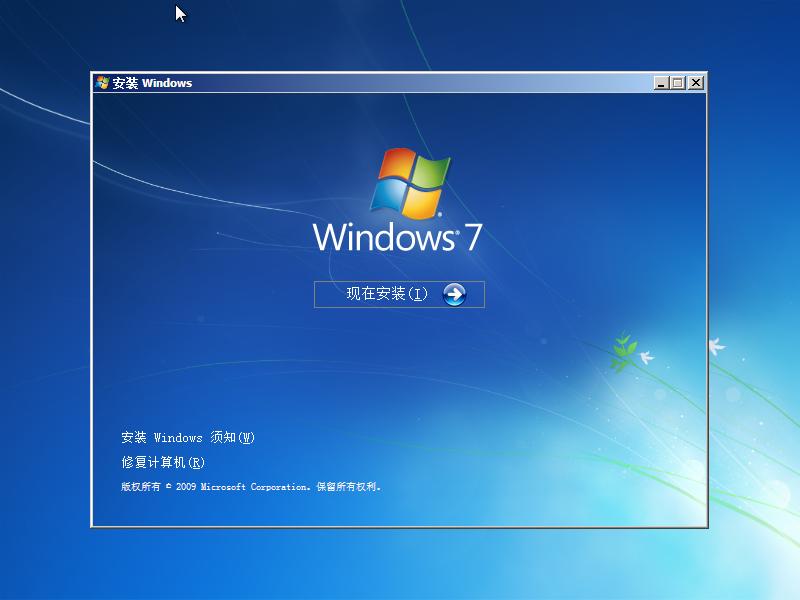 安装 Windows
Windows® 7
现在安装(I)
安装 Windows 须知(W)
修复计算机(R)
版权所有 © 2009 Microsoft Corporation。保留所有权利。